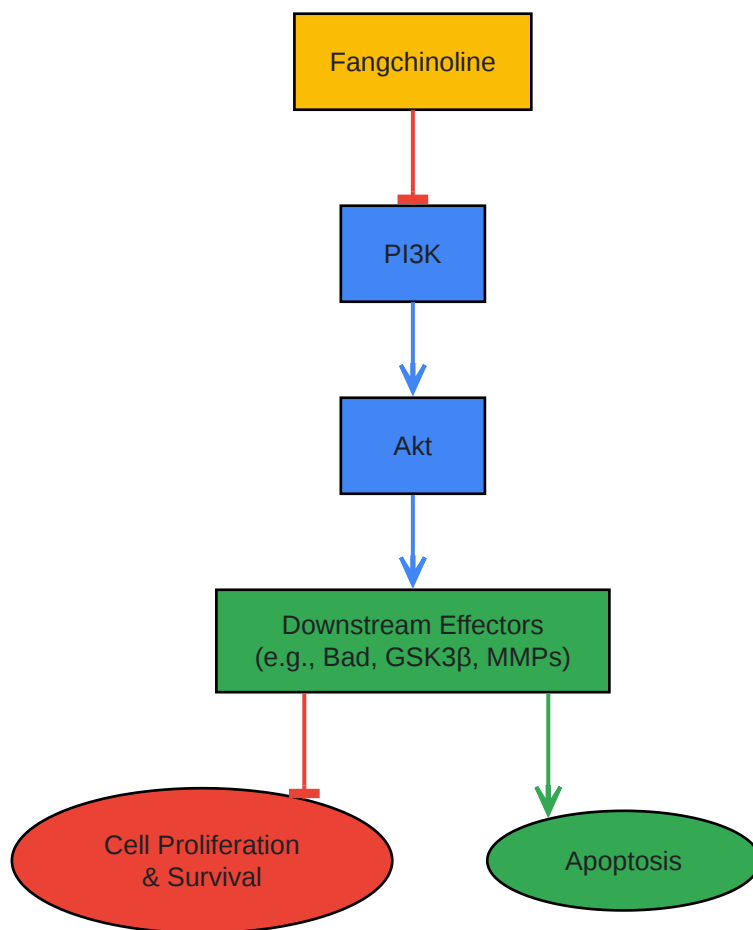 Fangchinoline
PI3K
Akt
Downstream Effectors
(e.g., Bad, GSK3β, MMPs)
Cell Proliferation
& Survival
Apoptosis